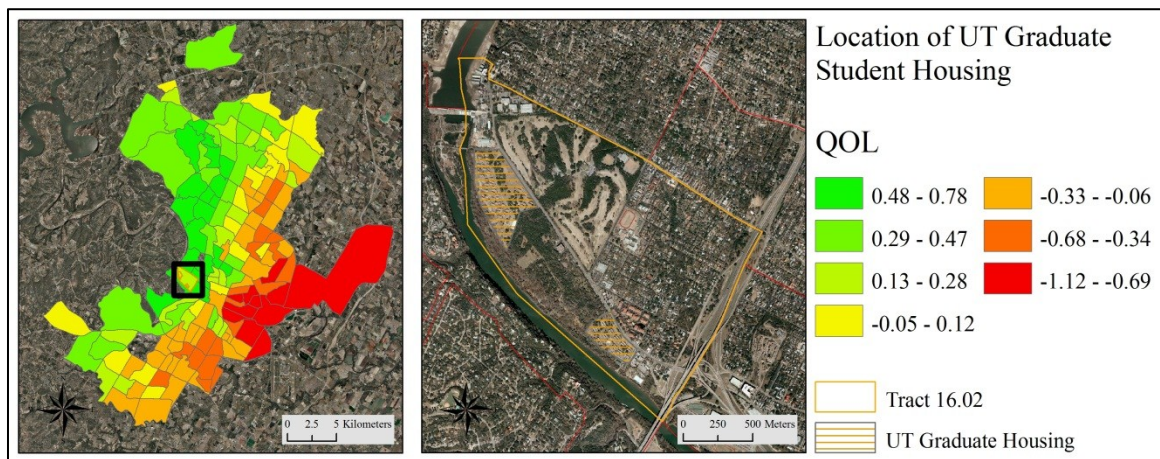 Location of UT Graduate
Student Housing
QOL
0.48 - 0.78
0.29 - 0.47
0.13 - 0.28
-0.05 - 0.12
-0.33 - -0.06
-0.68 - -0.34
-1.12 - -0.69
Tract 16.02
UT Graduate Housing
0 2.5 5 Kilometers
0 250 500 Meters